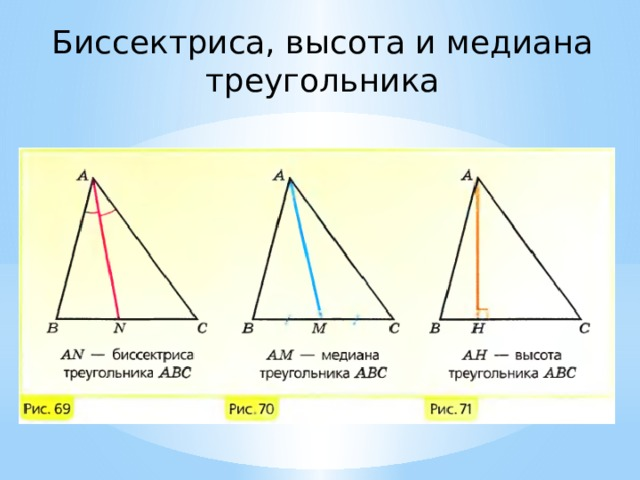 Биссектриса, высота и медиана
треугольника
A
A
A
B
N
C
B
M
C
B
H
C
AN — биссектриса
треугольника ABC
AM — медиана
треугольника ABC
AH — высота
треугольника ABC
Рис. 69
Рис. 70
Рис. 71